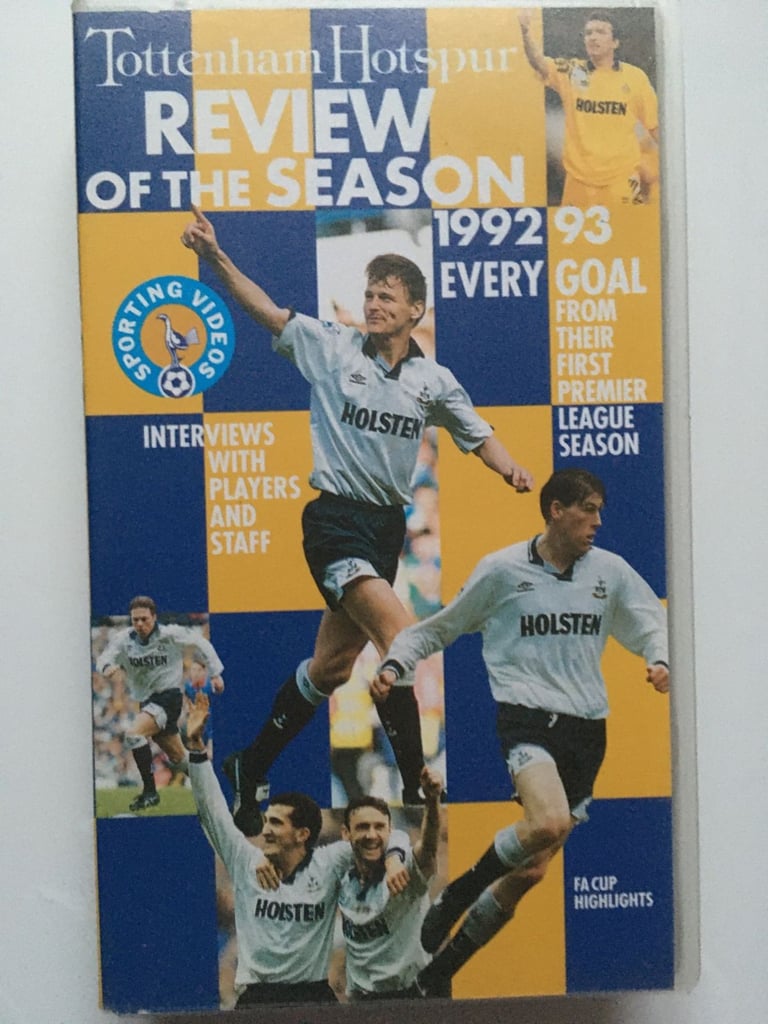 Tottenham Hotspur
REVIEW
OF THE SEASON
1992 93
EVERY GOAL
FROM
THEIR
FIRST
PREMIER
LEAGUE
SEASON
SPORTING VIDEOS
INTERVIEWS
WITH
PLAYERS
AND
STAFF
FA CUP
HIGHLIGHTS
HOLSTEN
HOLSTEN
HOLSTEN
HOLSTEN
HOLSTEN